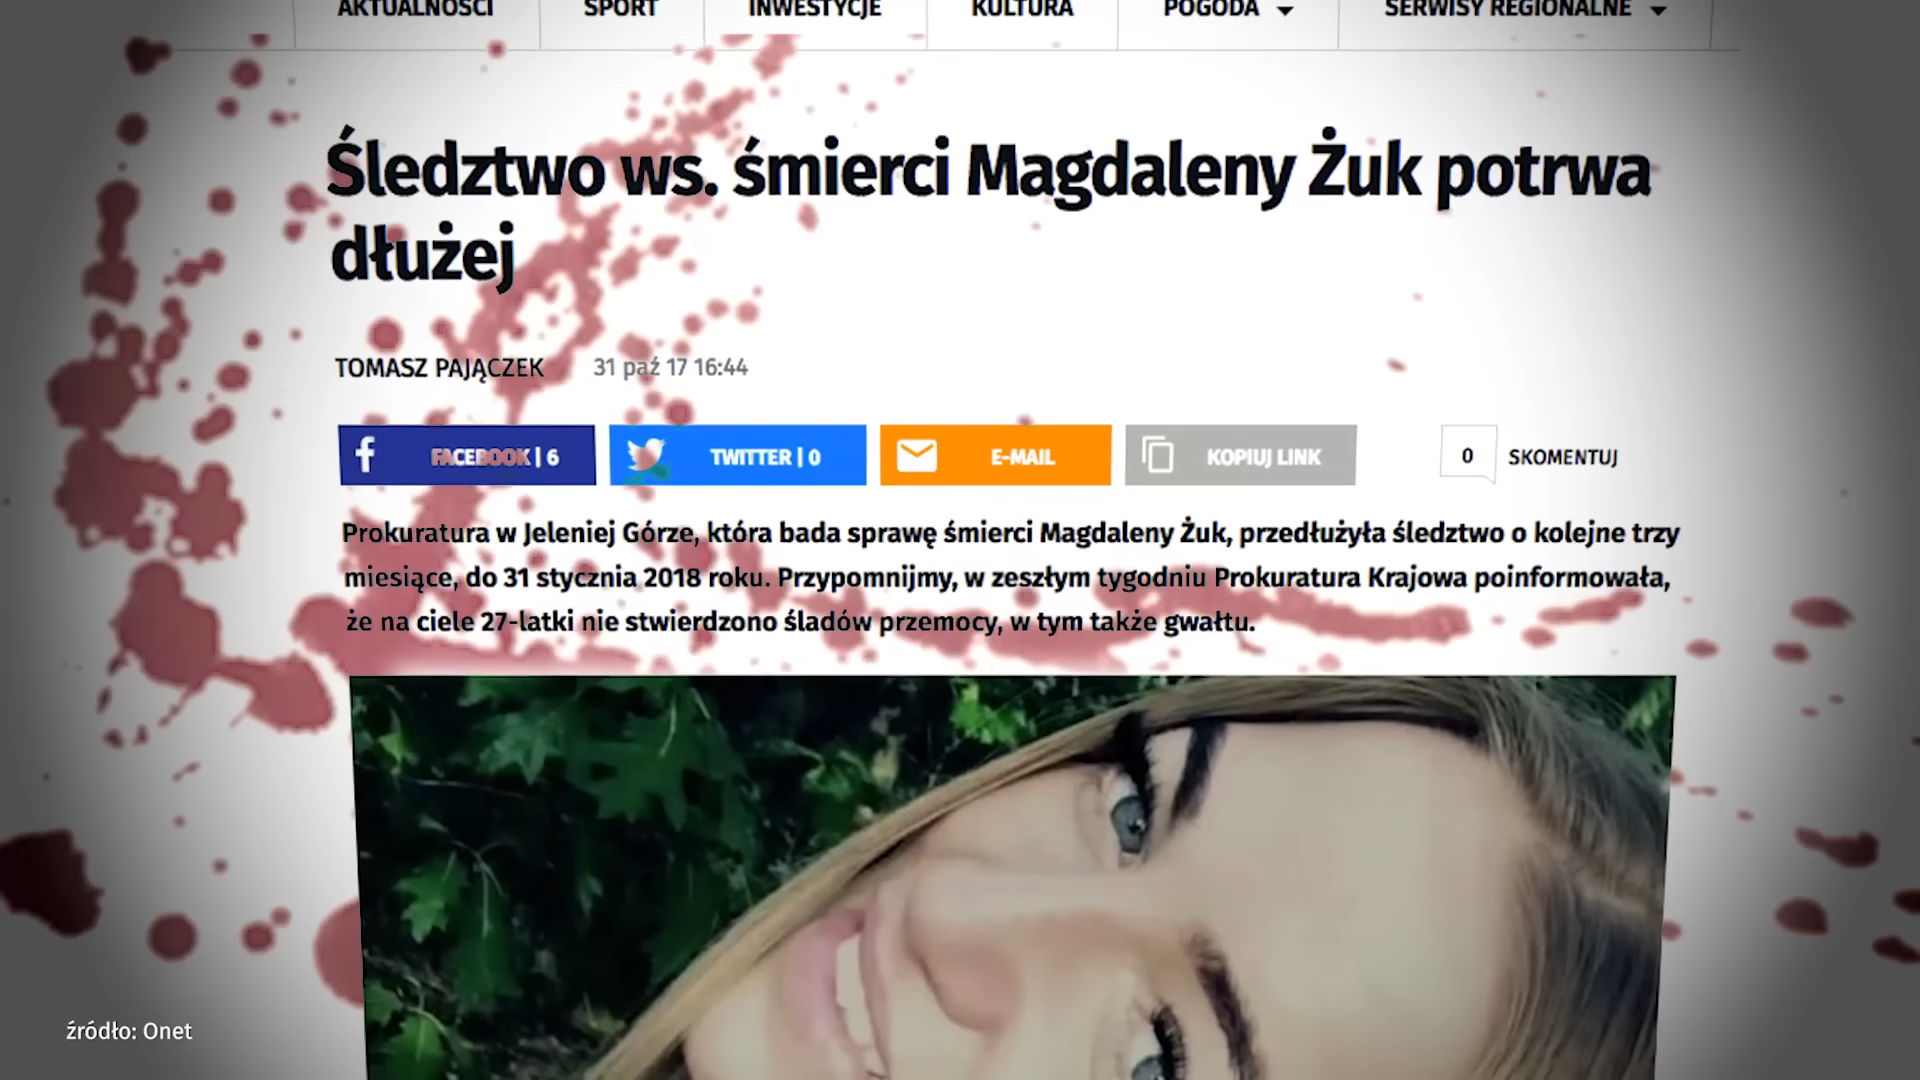 AKTUALNOŚCI SPORT INWESTYCJE KULTURA POGODA SERWISY REGIONALNE
Śledztwo ws. śmierci Magdaleny Żuk potrwa
dłużej
TOMASZ PAJĄCZEK 31 paź 17 16:44
FACEBOOK | 6 TWITTER | 0 E-MAIL KOPIUJ LINK 0 SKOMENTUJ
Prokuratura w Jeleniej Górze, która bada sprawę śmierci Magdaleny Żuk, przedłużyła śledztwo o kolejne trzy
miesiące, do 31 stycznia 2018 roku. Przypomnijmy, w zeszłym tygodniu Prokuratura Krajowa poinformowała,
że na ciele 27-latki nie stwierdzono śladów przemocy, w tym także gwałtu.
źródło: Onet